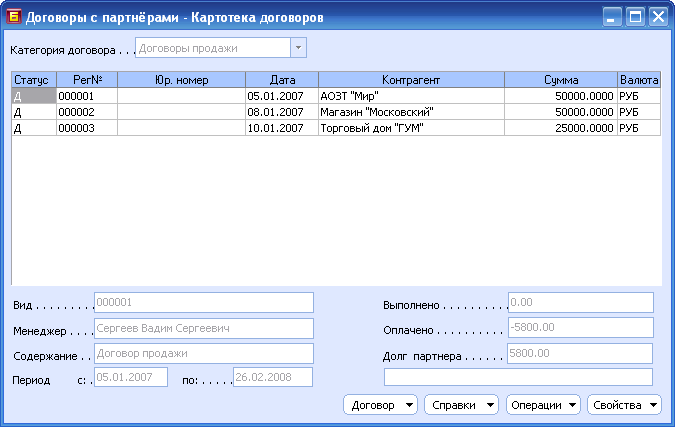 Договоры с партнёрами - Картотека договоров
Категория договора . . . Договоры продажи
Статус РегN№ Юр. номер Дата Контрагент Сумма Валюта
Д 000001 05.01.2007 АОЗТ "Мир" 50000.0000 РУБ
Д 000002 08.01.2007 Магазин "Московский" 50000.0000 РУБ
Д 000003 10.01.2007 Торговый дом "ГУМ" 25000.0000 РУБ
Вид . . . . . . . . . 000001
Выполнено . . . . . . . . . . 0.00
Менеджер . . . . Сергеев Вадим Сергеевич
Оплачено . . . . . . . . . . . -5800.00
Содержание . . Договор продажи
Долг партнера . . . . . . 5800.00
Период с: . 05.01.2007 по: . . . . . 26.02.2008
Договор Справки Операции Свойства